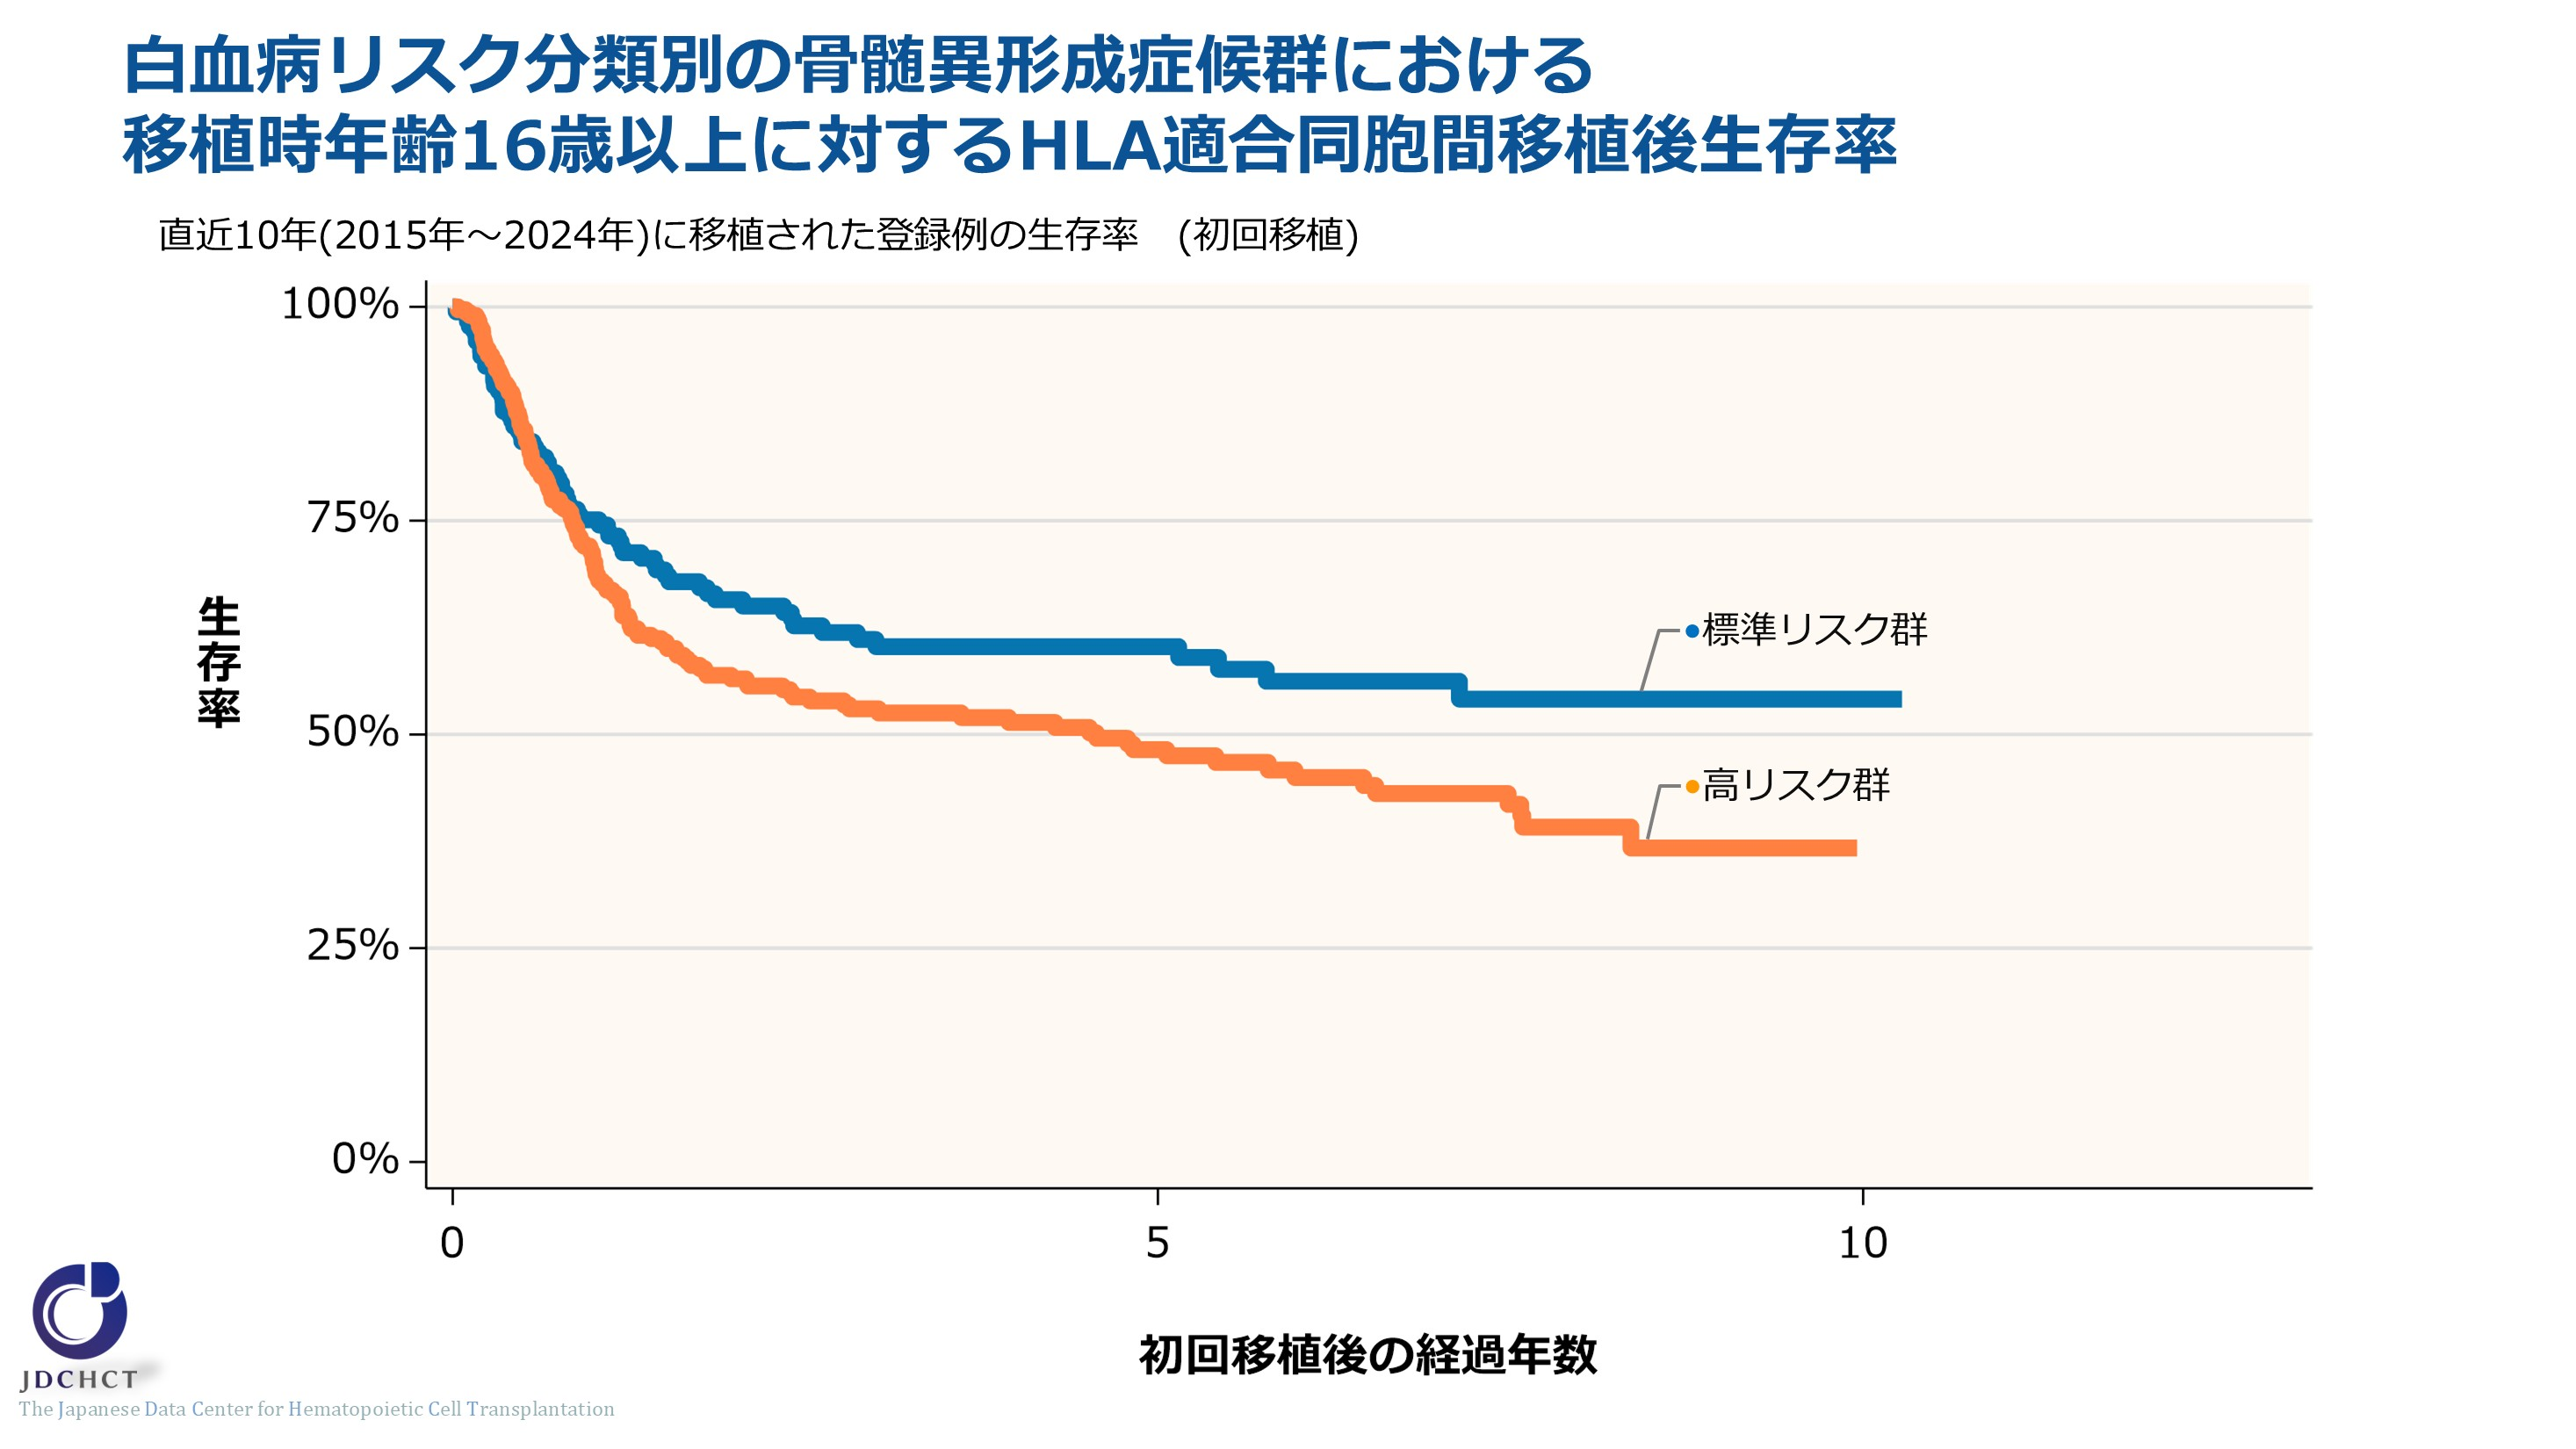 白血病リスク分類別の骨髄異形成症候群における
移植時年齢16歳以上に対するHLA適合同胞間移植後生存率
直近10年(2015年～2024年)に移植された登録例の生存率　(初回移植)
100%
75%
50%
25%
0%
生存率
標準リスク群
高リスク群
0
5
10
初回移植後の経過年数
JDCHCT
The Japanese Data Center for Hematopoietic Cell Transplantation